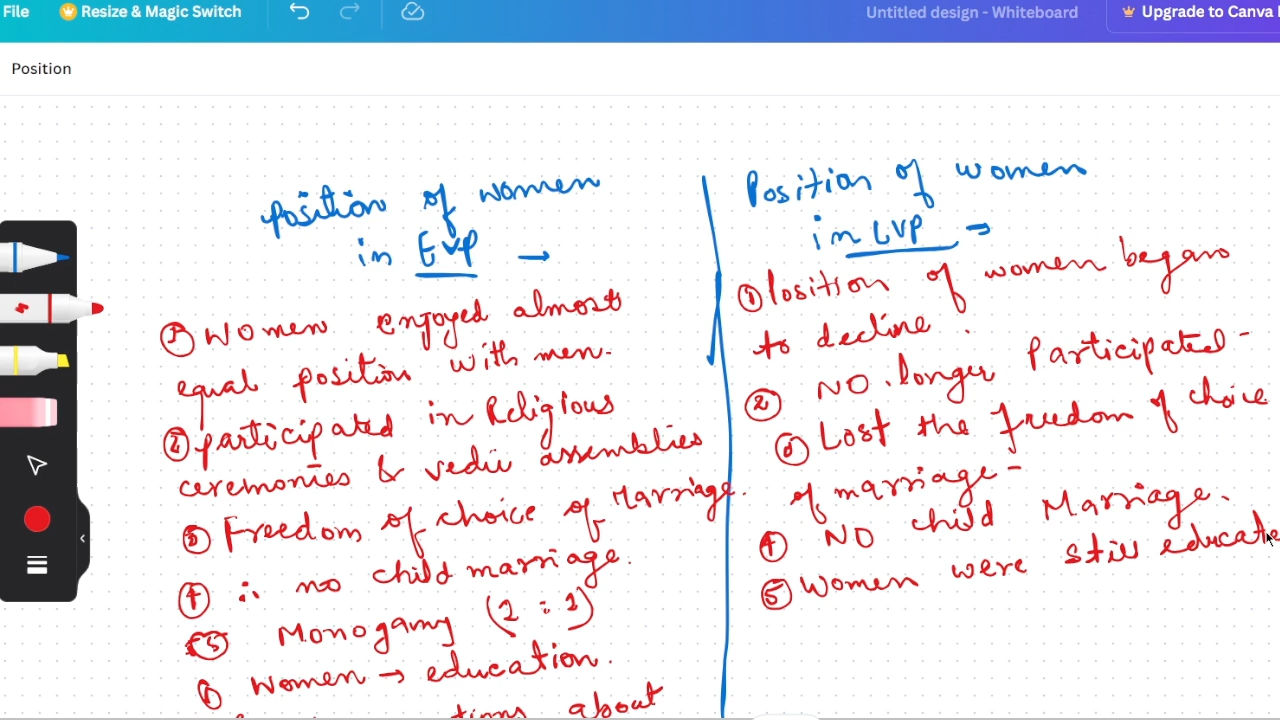 File Resize & Magic Switch Untitled design - Whiteboard Upgrade to Canva
Position
Position of women
in EVP →
① Women enjoyed almost
equal position with men.
② participated in Religious
ceremonies & vedic assemblies
③ Freedom of choice of Marriage.
④ ∴ no child marriage.
⑤ Monogamy (1 : 1)
Women → education.
about
Position of women
in LVP →
① Position of women began
to decline.
② NO longer Participated -
③ Lost the freedom of choice
of marriage -
④ NO child Marriage.
⑤ Women were still educate